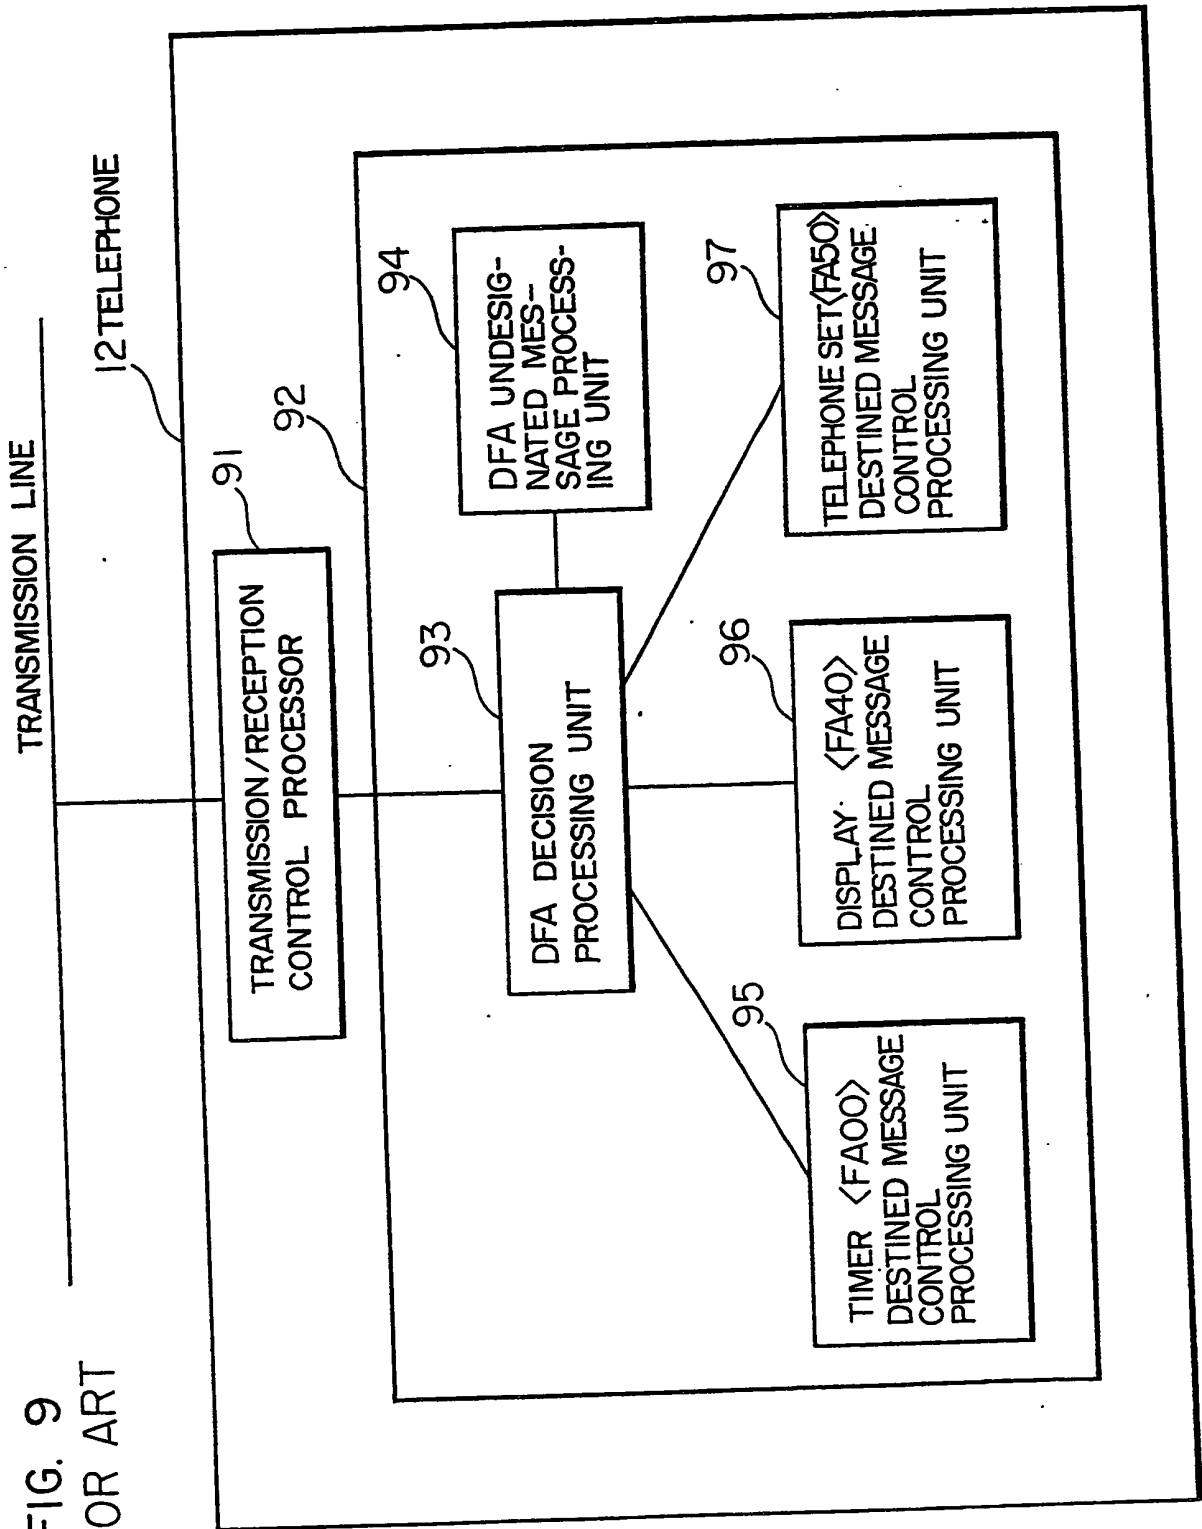 FIG. 9
OR ART
TRANSMISSION LINE
12 TELEPHONE
91
TRANSMISSION/RECEPTION
CONTROL PROCESSOR
92
93
DFA DECISION
PROCESSING UNIT
94
DFA UNDESIG-
NATED MES-
SAGE PROCESS-
ING UNIT
95
TIMER <FA00>
DESTINED MESSAGE
CONTROL
PROCESSING UNIT
96
DISPLAY <FA40>
DESTINED MESSAGE
CONTROL
PROCESSING UNIT
97
TELEPHONE SET<FA50>
DESTINED MESSAGE
CONTROL
PROCESSING UNIT